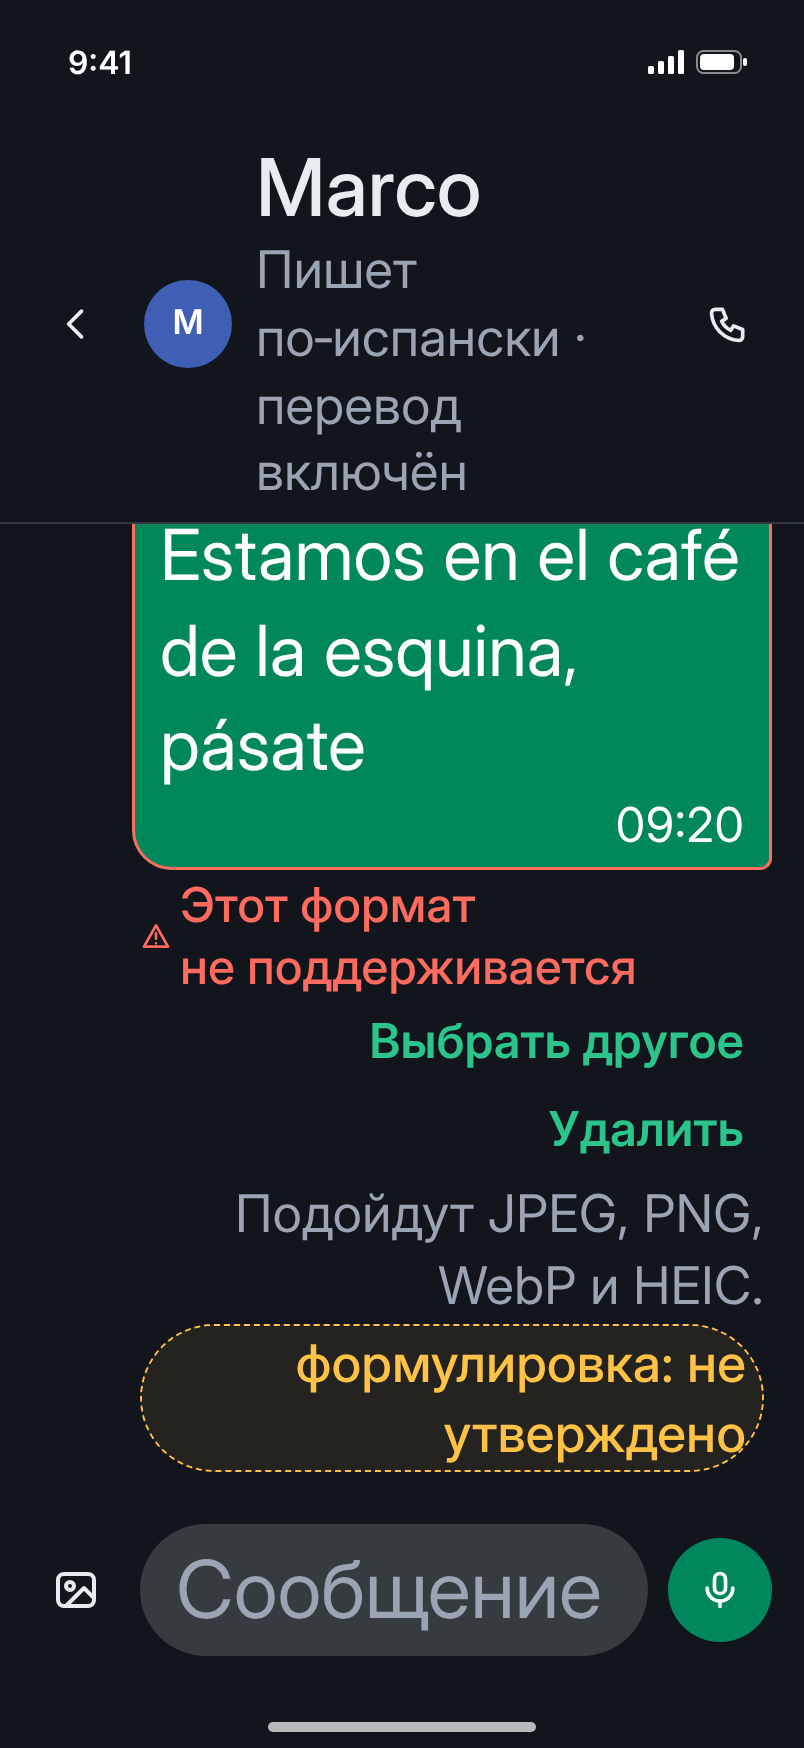 9:41
Marco
Пишет
по-испански ·
перевод
включён
M
Estamos en el café
de la esquina,
pásate
09:20
Этот формат
не поддерживается
Выбрать другое
Удалить
Подойдут JPEG, PNG,
WebP и HEIC.
формулировка: не
утверждено
Сообщение